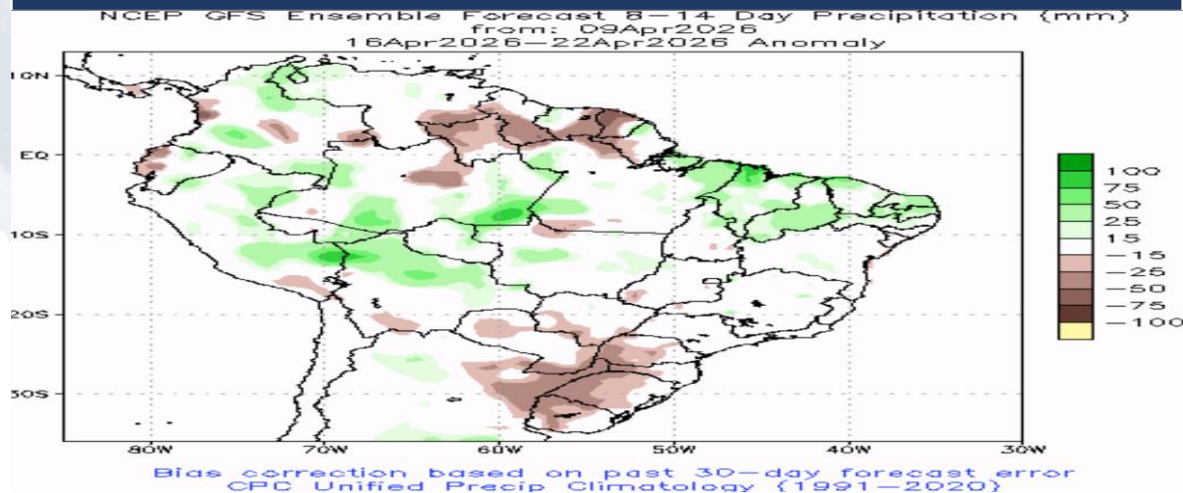 NCEP GFS Ensemble Forecast 8–14 Day Precipitation (mm)
from: 09Apr2026
16Apr2026–22Apr2026 Anomaly
10N
EQ
10S
20S
30S
80W
70W
60W
50W
40W
30W
100
75
50
25
15
−15
−25
−50
−75
−100
Bias correction based on past 30−day forecast error
CPC Unified Precip Climatology (1991−2020)